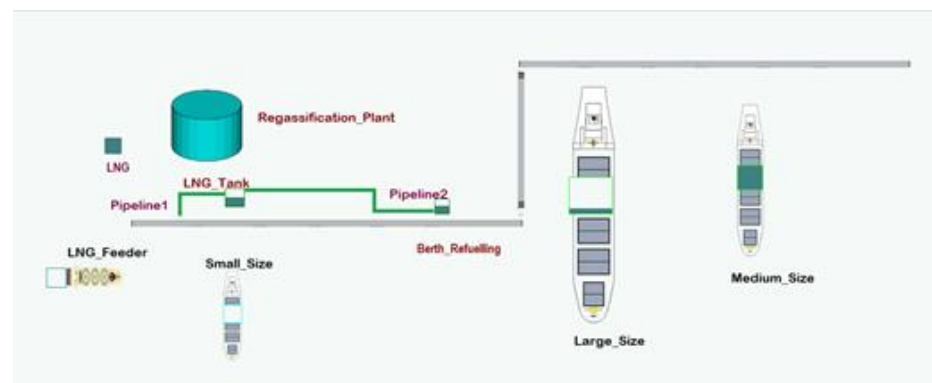 Regassification_Plant
LNG
LNG_Tank
Pipeline1
Pipeline2
Berth_Refuelling
LNG_Feeder
Small_Size
Medium_Size
Large_Size